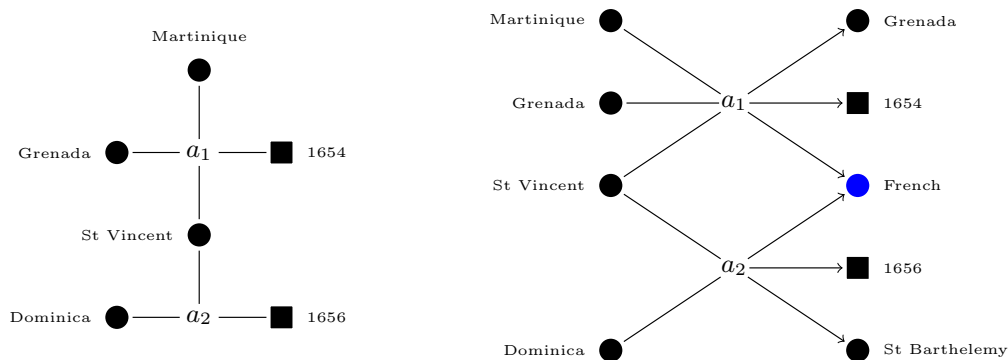 Martinique
Grenada
a1
1654
St Vincent
Dominica
a2
1656
Martinique
Grenada
Grenada
a1
1654
St Vincent
French
a2
1656
Dominica
St Barthelemy